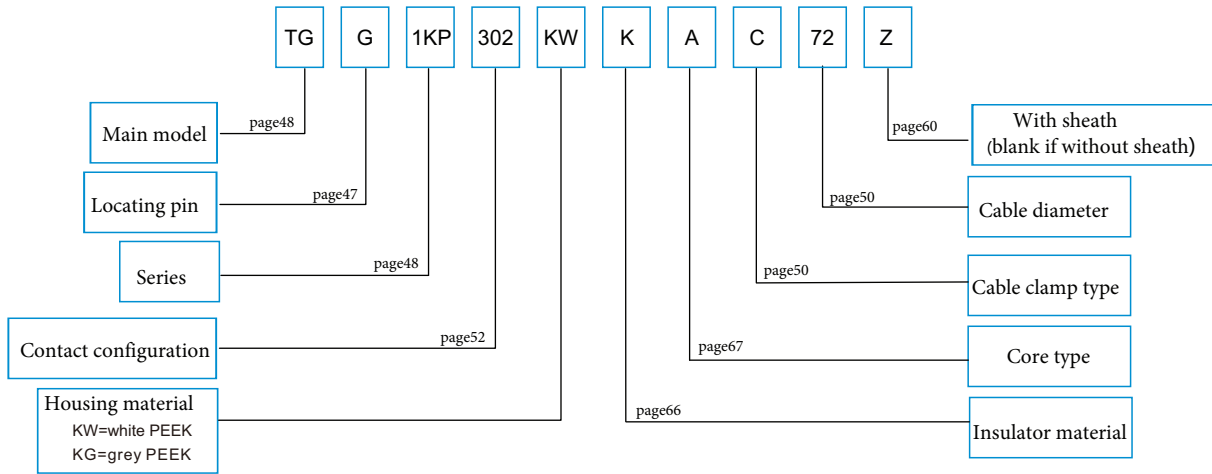 TG G 1KP 302 KW K A C 72 Z
Main model
page48
page60
With sheath
(blank if without sheath)
Locating pin
page47
page50
Cable diameter
Series
page48
page50
Cable clamp type
Contact configuration
page52
page67
Core type
Housing material
KW=white PEEK
KG=grey PEEK
page66
Insulator material